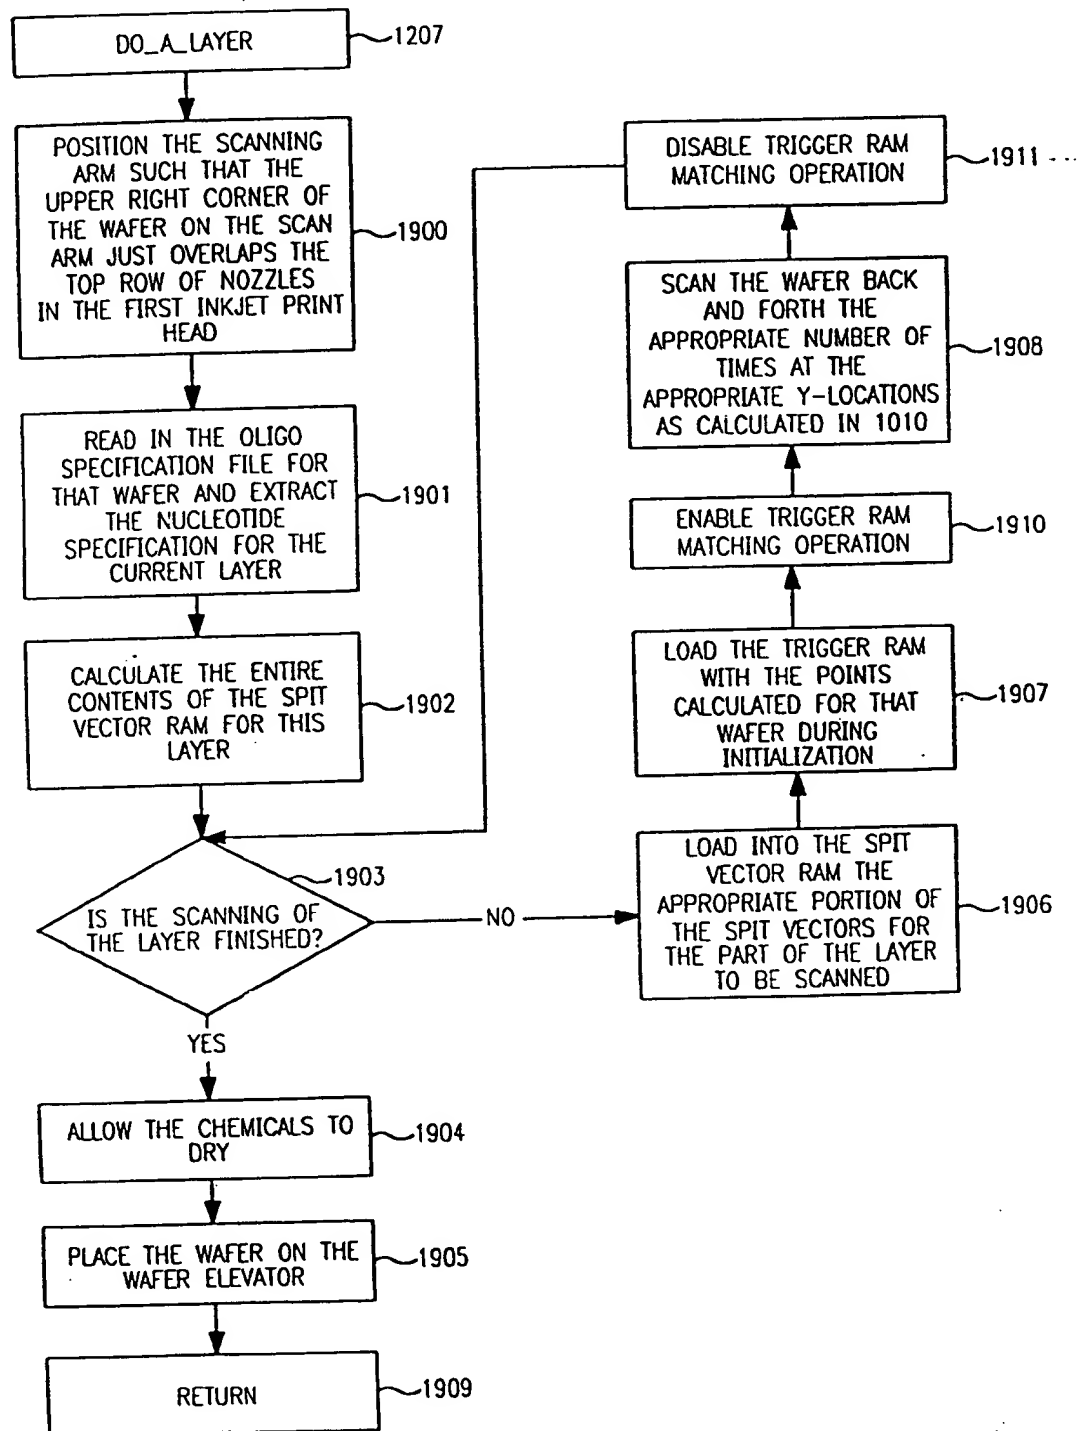 DO_A_LAYER
1207
POSITION THE SCANNING
ARM SUCH THAT THE
UPPER RIGHT CORNER OF
THE WAFER ON THE SCAN
ARM JUST OVERLAPS THE
TOP ROW OF NOZZLES
IN THE FIRST INKJET PRINT
HEAD
1900
READ IN THE OLIGO
SPECIFICATION FILE FOR
THAT WAFER AND EXTRACT
THE NUCLEOTIDE
SPECIFICATION FOR THE
CURRENT LAYER
1901
CALCULATE THE ENTIRE
CONTENTS OF THE SPIT
VECTOR RAM FOR THIS
LAYER
1902
1903
IS THE SCANNING OF
THE LAYER FINISHED?
NO
YES
ALLOW THE CHEMICALS TO
DRY
1904
PLACE THE WAFER ON THE
WAFER ELEVATOR
1905
RETURN
1909
DISABLE TRIGGER RAM
MATCHING OPERATION
1911
SCAN THE WAFER BACK
AND FORTH THE
APPROPRIATE NUMBER OF
TIMES AT THE
APPROPRIATE Y-LOCATIONS
AS CALCULATED IN 1010
1908
ENABLE TRIGGER RAM
MATCHING OPERATION
1910
LOAD THE TRIGGER RAM
WITH THE POINTS
CALCULATED FOR THAT
WAFER DURING
INITIALIZATION
1907
LOAD INTO THE SPIT
VECTOR RAM THE
APPROPRIATE PORTION OF
THE SPIT VECTORS FOR
THE PART OF THE LAYER
TO BE SCANNED
1906